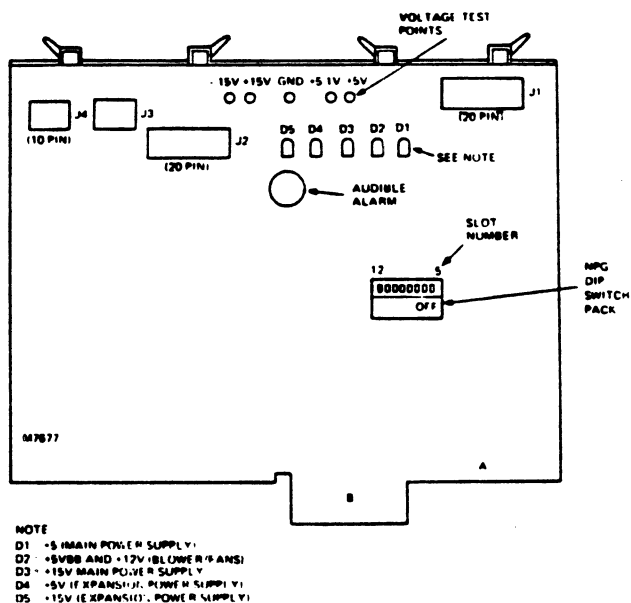 VOLTAGE TEST
POINTS
-15V +15V GND +5.1V +5V
J4
J3
J1
(10 PIN)
(20 PIN)
J2
(20 PIN)
D5 D4 D3 D2 D1
SEE NOTE
AUDIBLE
ALARM
SLOT
NUMBER
12 5
NPG
DIP
SWITCH
PACK
OFF
M7677
A
B
NOTE
D1 +5 (MAIN POWER SUPPLY)
D2 - +5VBB AND +12V (BLOWER/FANS)
D3 - +15V MAIN POWER SUPPLY
D4 +5V (EXPANSION POWER SUPPLY)
D5 +15V (EXPANSION POWER SUPPLY)